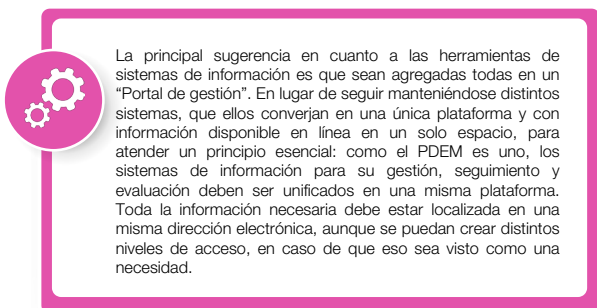 La principal sugerencia en cuanto a las herramientas de
sistemas de información es que sean agregadas todas en un
“Portal de gestión”. En lugar de seguir manteniéndose distintos
sistemas, que ellos converjan en una única plataforma y con
información disponible en línea en un solo espacio, para
atender un principio esencial: como el PDEM es uno, los
sistemas de información para su gestión, seguimiento y
evaluación deben ser unificados en una misma plataforma.
Toda la información necesaria debe estar localizada en una
misma dirección electrónica, aunque se puedan crear distintos
niveles de acceso, en caso de que eso sea visto como una
necesidad.